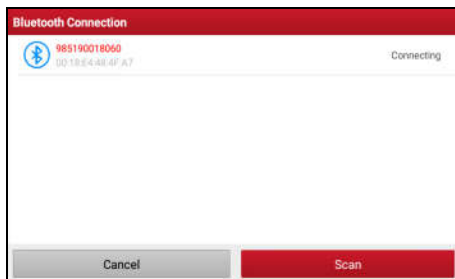 Bluetooth Connection
985190018060
00:18:E4:48:4F:A7
Connecting
Cancel
Scan